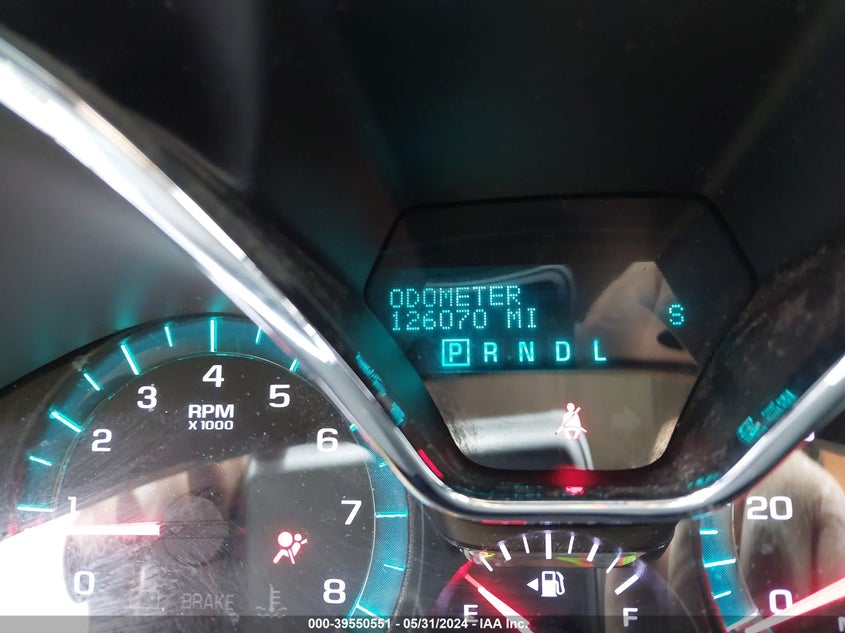 ODOMETER
126070 MI
S
P R N D L
4
3
5
RPM
X 1000
2
6
1
7
20
0
8
0
BRAKE
E
F
000-39550551 - 05/31/2024 - IAA Inc.